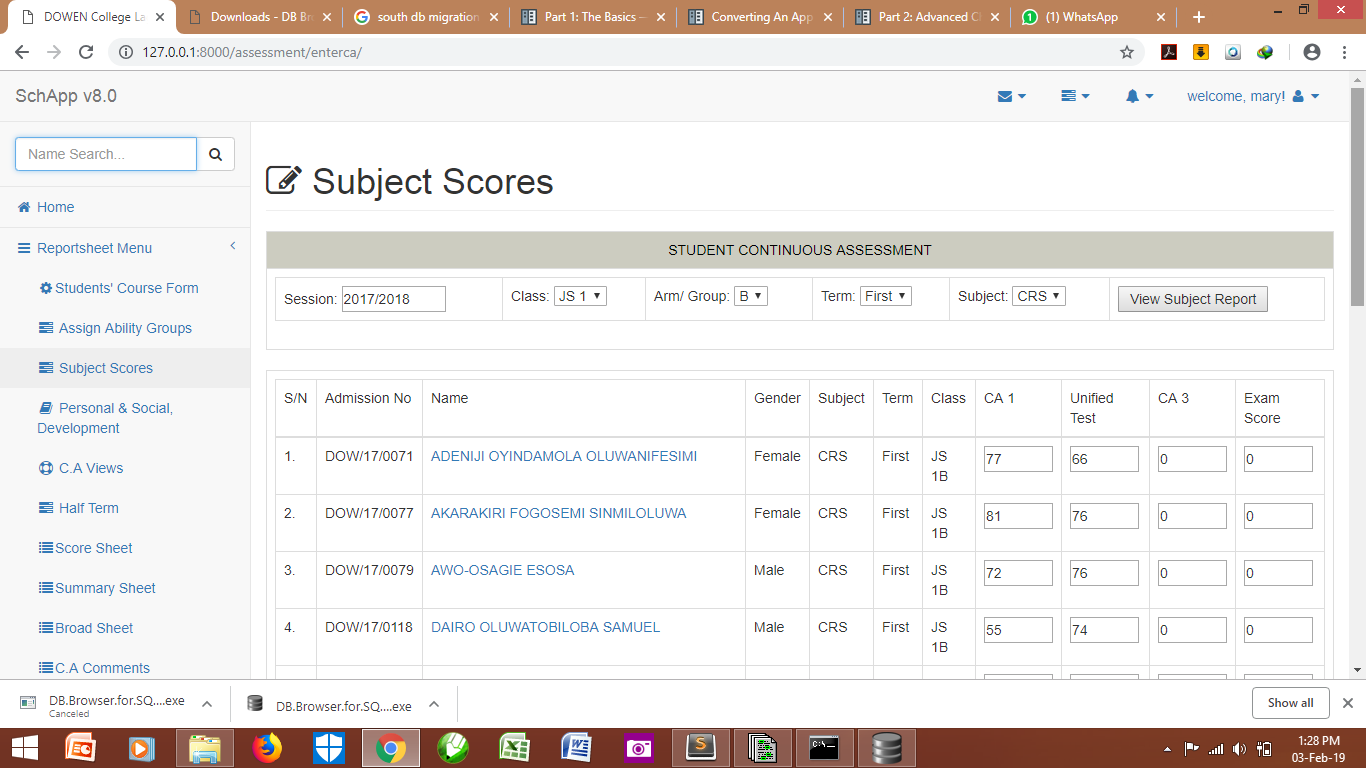 DOWEN College La
Downloads - DB Br
south db migration
Part 1: The Basics —
Converting An App
Part 2: Advanced C
(1) WhatsApp
127.0.0.1:8000/assessment/enterca/
SchApp v8.0
welcome, mary!
Name Search...
Home
Reportsheet Menu
Students' Course Form
Assign Ability Groups
Subject Scores
Personal & Social,
Development
C.A Views
Half Term
Score Sheet
Summary Sheet
Broad Sheet
C.A Comments
Subject Scores
STUDENT CONTINUOUS ASSESSMENT
Session: 2017/2018 Class: JS 1 Arm/ Group: B Term: First Subject: CRS View Subject Report
S/N Admission No Name Gender Subject Term Class CA 1 Unified CA 3 Exam
Test Score
1. DOW/17/0071 ADENIJI OYINDAMOLA OLUWANIFESIMI Female CRS First JS 77 66 0 0
1B
2. DOW/17/0077 AKARAKIRI FOGOSEMI SINMILOLUWA Female CRS First JS 81 76 0 0
1B
3. DOW/17/0079 AWO-OSAGIE ESOSA Male CRS First JS 72 76 0 0
1B
4. DOW/17/0118 DAIRO OLUWATOBILOBA SAMUEL Male CRS First JS 55 74 0 0
1B
DB.Browser.for.SQ....exe
Canceled
DB.Browser.for.SQ....exe
Show all
1:28 PM
03-Feb-19